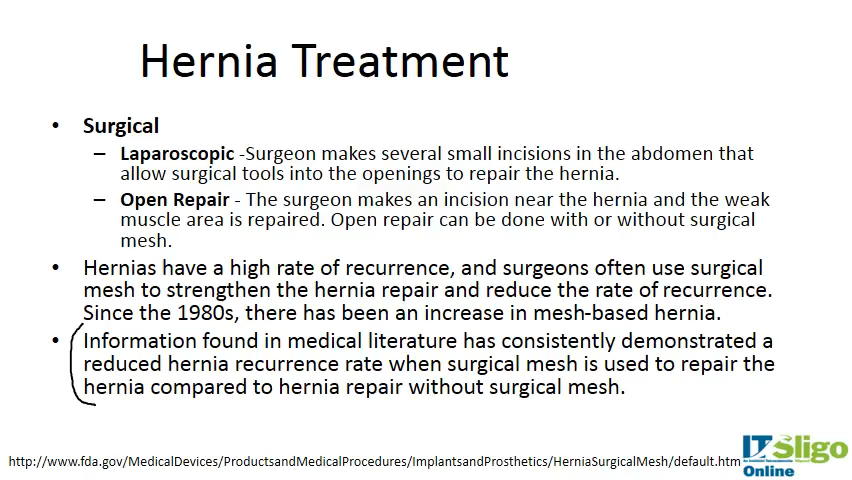 Hernia Treatment
• Surgical
– Laparoscopic -Surgeon makes several small incisions in the abdomen that
allow surgical tools into the openings to repair the hernia.
– Open Repair - The surgeon makes an incision near the hernia and the weak
muscle area is repaired. Open repair can be done with or without surgical
mesh.
• Hernias have a high rate of recurrence, and surgeons often use surgical
mesh to strengthen the hernia repair and reduce the rate of recurrence.
Since the 1980s, there has been an increase in mesh-based hernia.
• Information found in medical literature has consistently demonstrated a
reduced hernia recurrence rate when surgical mesh is used to repair the
hernia compared to hernia repair without surgical mesh.
http://www.fda.gov/MedicalDevices/ProductsandMedicalProcedures/ImplantsandProsthetics/HerniaSurgicalMesh/default.htm
IT Sligo
Online